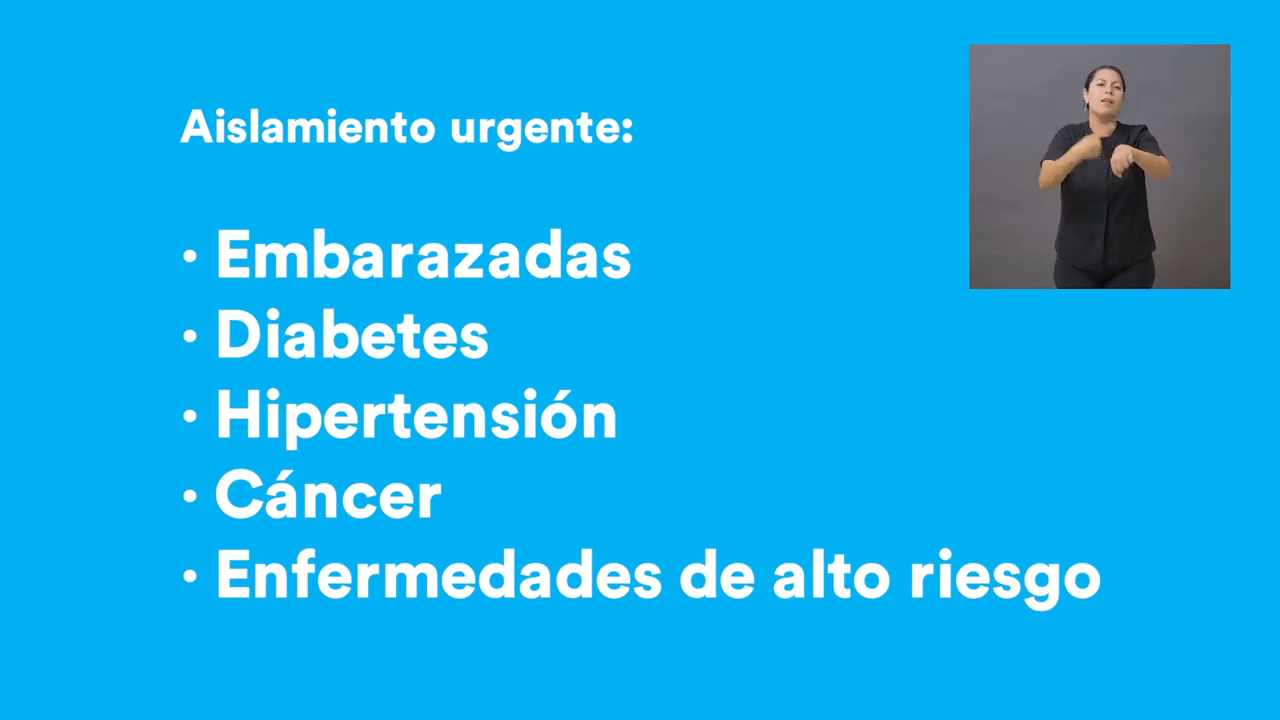 Aislamiento urgente:
• Embarazadas
• Diabetes
• Hipertensión
• Cáncer
• Enfermedades de alto riesgo